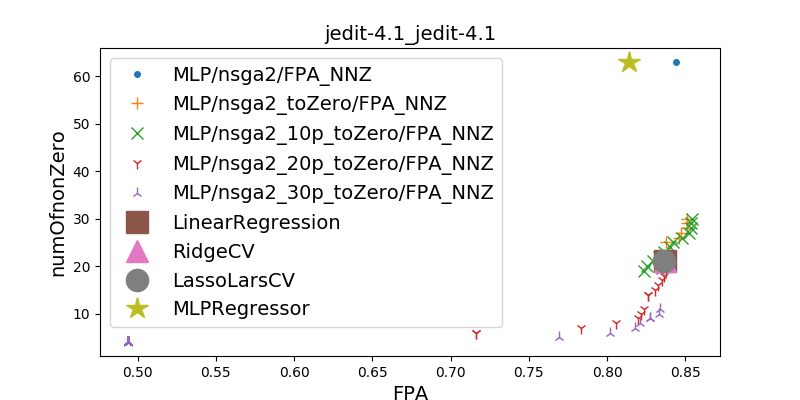 jedit-4.1_jedit-4.1
numOfnonZero
60
50
40
30
20
10
MLP/nsga2/FPA_NNZ
MLP/nsga2_toZero/FPA_NNZ
MLP/nsga2_10p_toZero/FPA_NNZ
MLP/nsga2_20p_toZero/FPA_NNZ
MLP/nsga2_30p_toZero/FPA_NNZ
LinearRegression
RidgeCV
LassoLarsCV
MLPRegressor
0.50 0.55 0.60 0.65 0.70 0.75 0.80 0.85
FPA